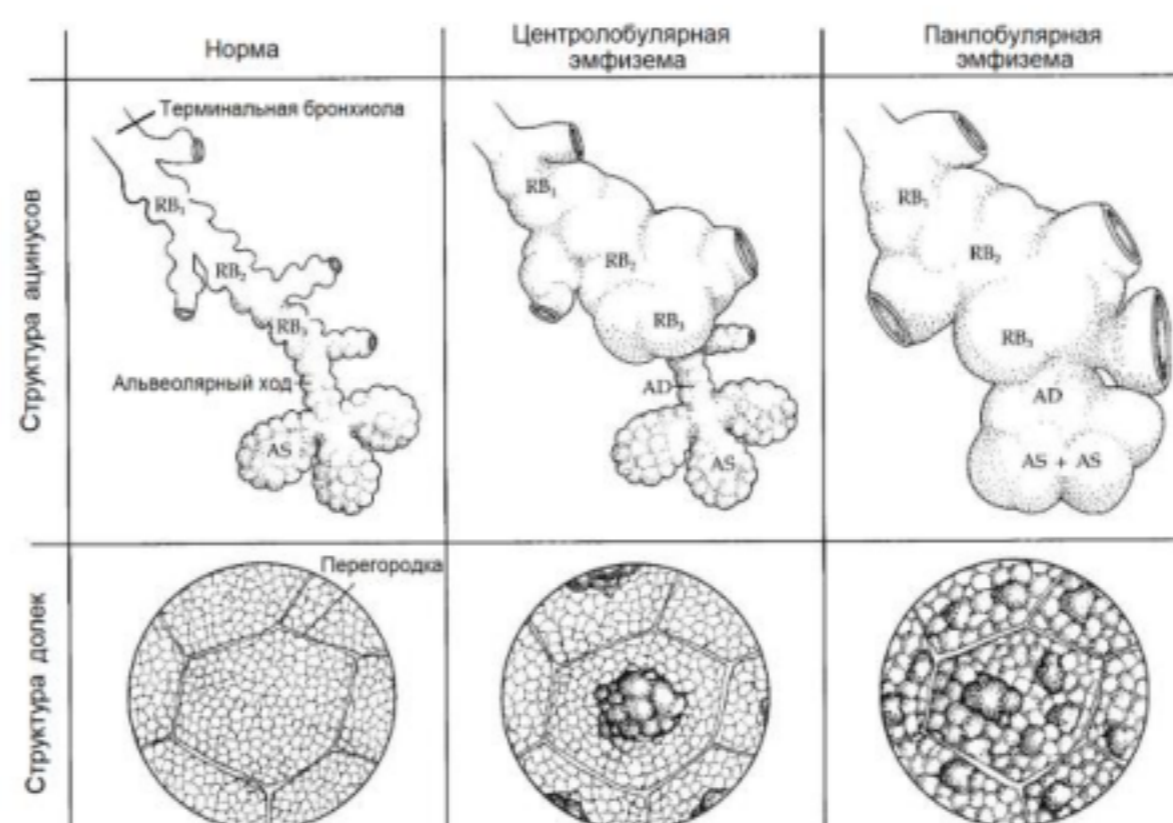 Норма
Центролобулярная
эмфизема
Панлобулярная
эмфизема
Структура ацинусов
Терминальная бронхиола
RB₁
RB₂
RB₃
Альвеолярный ход
AS
RB₁
RB₂
RB₃
AD
AS
RB₁
RB₂
RB₃
AD
AS + AS
Структура долек
Перегородка